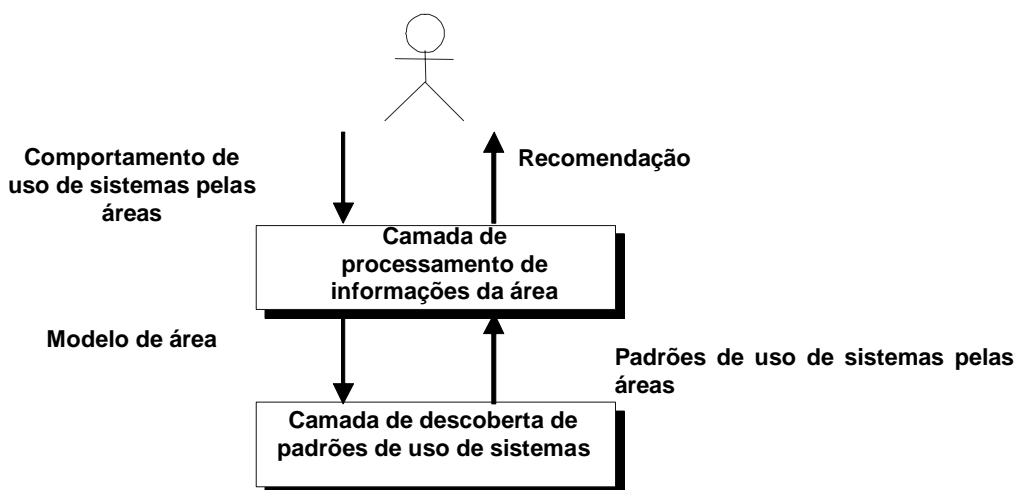 Comportamento de
uso de sistemas pelas
áreas
Recomendação
Camada de
processamento de
informações da área
Modelo de área
Padrões de uso de sistemas pelas
áreas
Camada de descoberta de
padrões de uso de sistemas